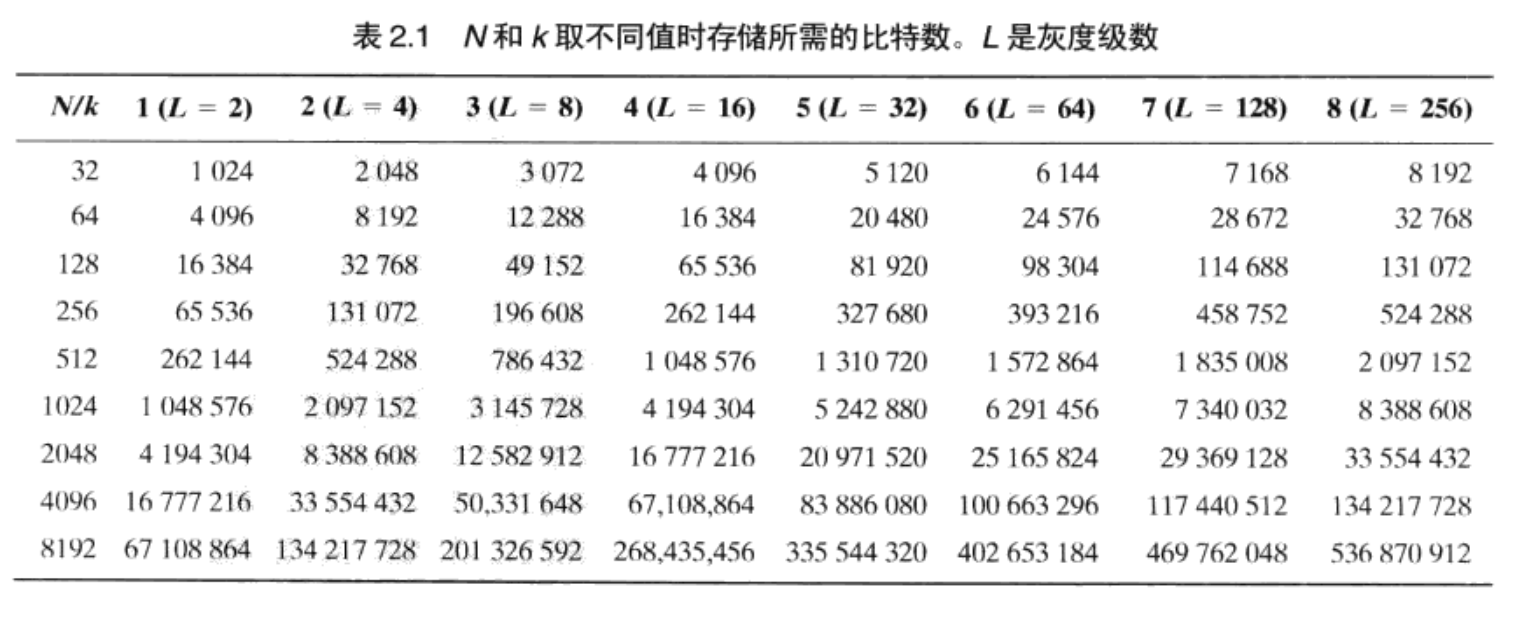 表 2.1 N 和 k 取不同值时存储所需的比特数。L 是灰度级数
N/k 1 (L = 2) 2 (L = 4) 3 (L = 8) 4 (L = 16) 5 (L = 32) 6 (L = 64) 7 (L = 128) 8 (L = 256)
32 1 024 2 048 3 072 4 096 5 120 6 144 7 168 8 192
64 4 096 8 192 12 288 16 384 20 480 24 576 28 672 32 768
128 16 384 32 768 49 152 65 536 81 920 98 304 114 688 131 072
256 65 536 131 072 196 608 262 144 327 680 393 216 458 752 524 288
512 262 144 524 288 786 432 1 048 576 1 310 720 1 572 864 1 835 008 2 097 152
1024 1 048 576 2 097 152 3 145 728 4 194 304 5 242 880 6 291 456 7 340 032 8 388 608
2048 4 194 304 8 388 608 12 582 912 16 777 216 20 971 520 25 165 824 29 369 128 33 554 432
4096 16 777 216 33 554 432 50,331 648 67,108,864 83 886 080 100 663 296 117 440 512 134 217 728
8192 67 108 864 134 217 728 201 326 592 268,435,456 335 544 320 402 653 184 469 762 048 536 870 912